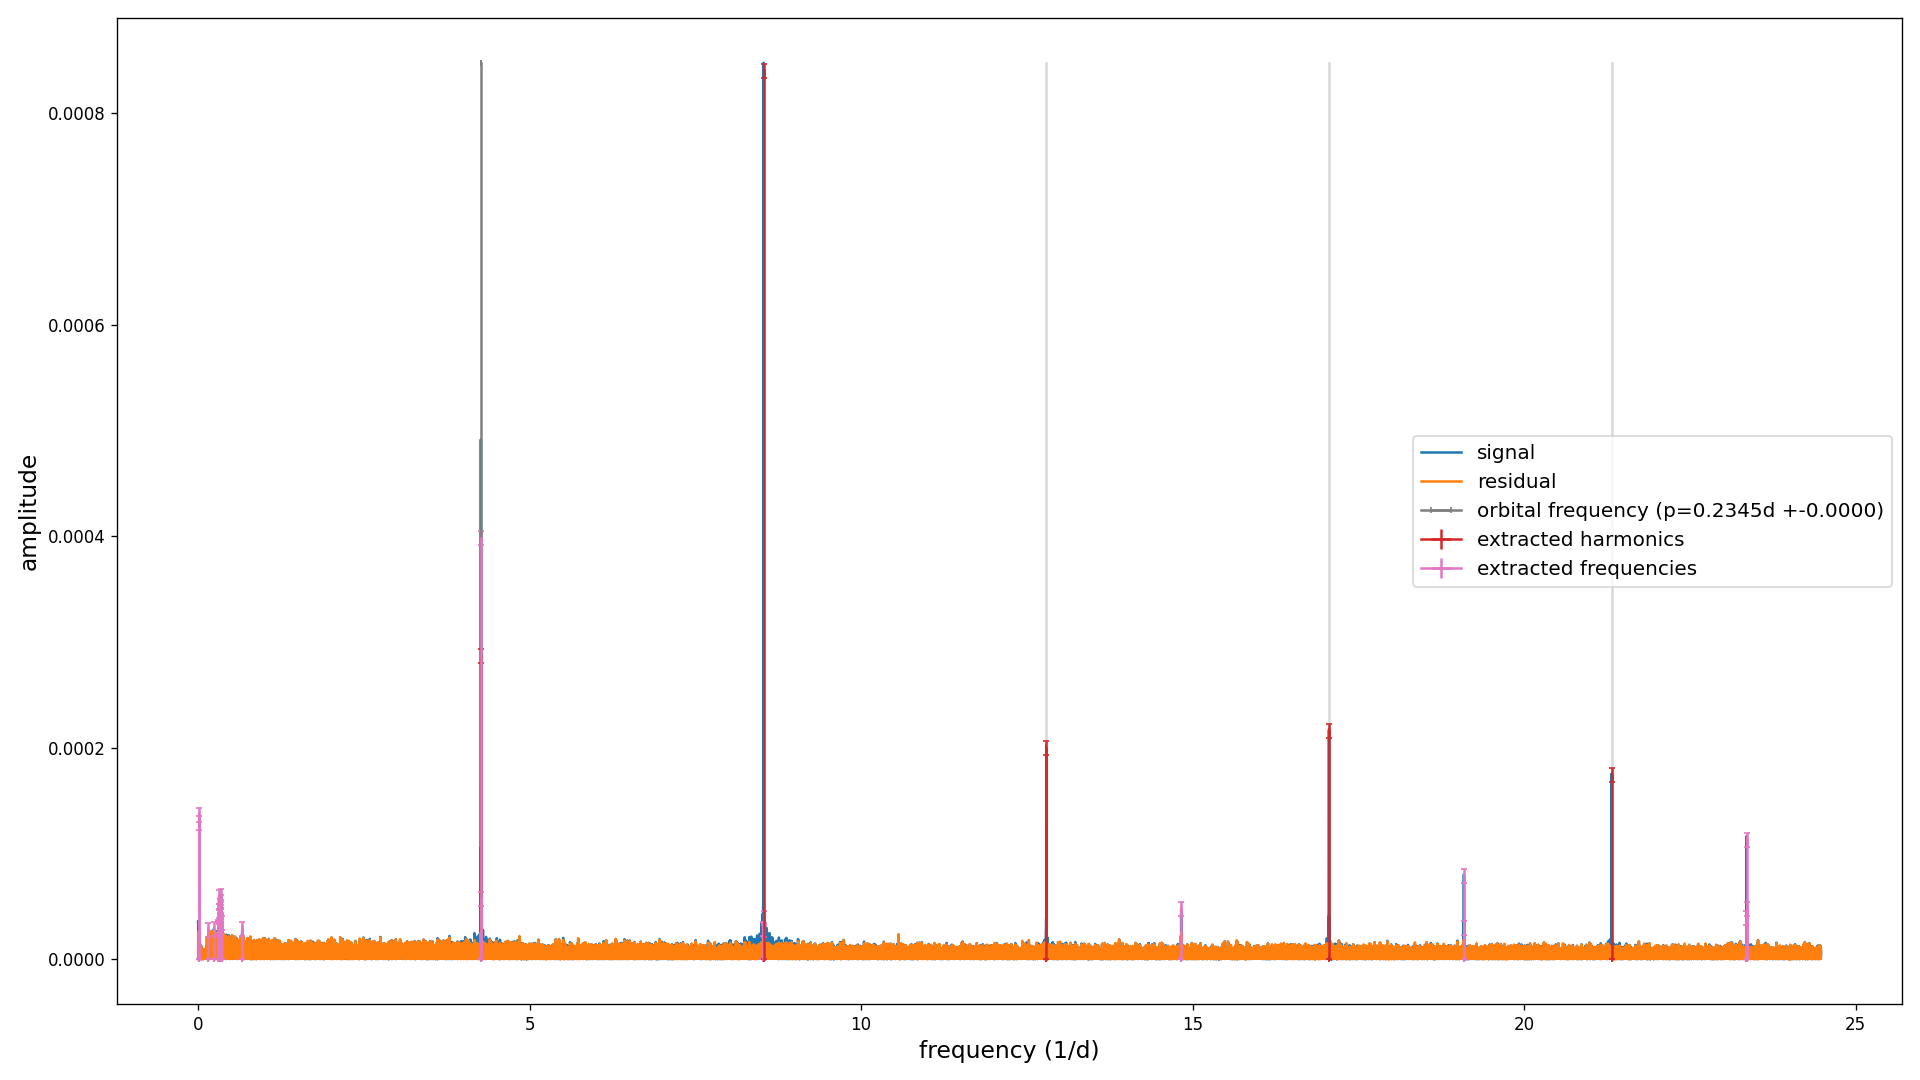 0.0008
0.0006
0.0004
0.0002
0.0000
amplitude
signal
residual
orbital frequency (p=0.2345d +-0.0000)
extracted harmonics
extracted frequencies
0 5 10 15 20 25
frequency (1/d)